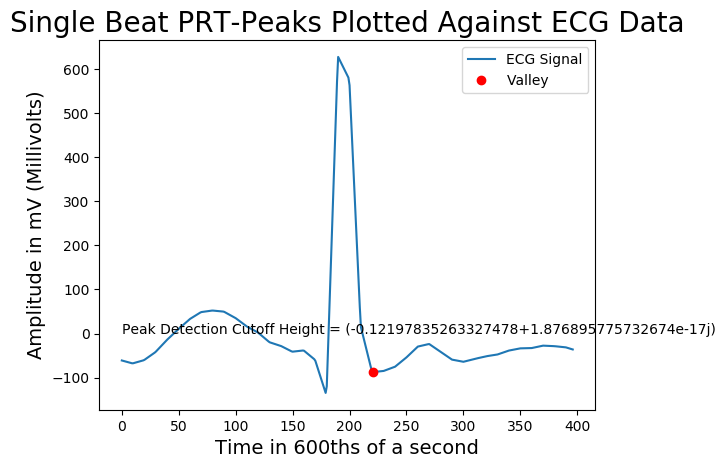 Single Beat PRT-Peaks Plotted Against ECG Data
ECG Signal
Valley
Amplitude in mV (Millivolts)
600
500
400
300
200
100
0
−100
Peak Detection Cutoff Height = (-0.12197835263327478+1.876895775732674e-17j)
0 50 100 150 200 250 300 350 400
Time in 600ths of a second